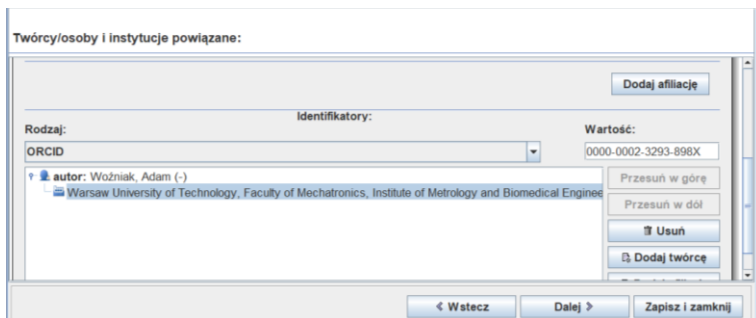 Twórcy/osoby i instytucje powiązane:
Dodaj afiliację
Identyfikatory:
Rodzaj:
Wartość:
ORCID
0000-0002-3293-898X
autor: Woźniak, Adam (-)
Warsaw University of Technology, Faculty of Mechatronics, Institute of Metrology and Biomedical Enginee
Przesuń w górę
Przesuń w dół
Usuń
Dodaj twórcę
Wstecz
Dalej
Zapisz i zamknij